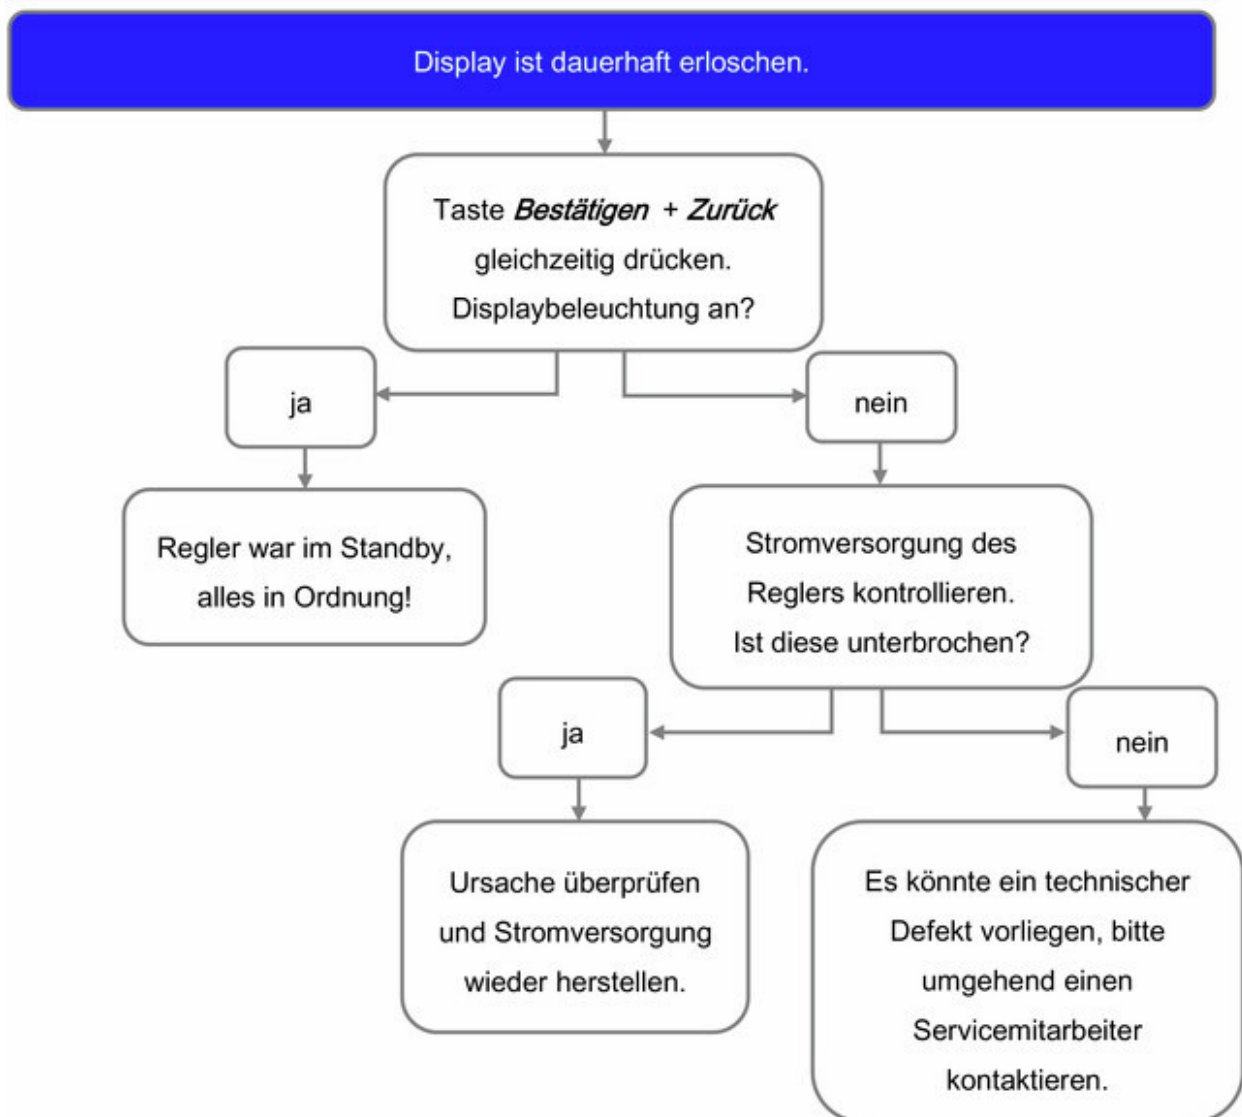 Display ist dauerhaft erloschen.
Taste Bestätigen + Zurück
gleichzeitig drücken.
Displaybeleuchtung an?
ja
nein
Regler war im Standby,
alles in Ordnung!
Stromversorgung des
Reglers kontrollieren.
Ist diese unterbrochen?
ja
nein
Ursache überprüfen
und Stromversorgung
wieder herstellen.
Es könnte ein technischer
Defekt vorliegen, bitte
umgehend einen
Servicemitarbeiter
kontaktieren.